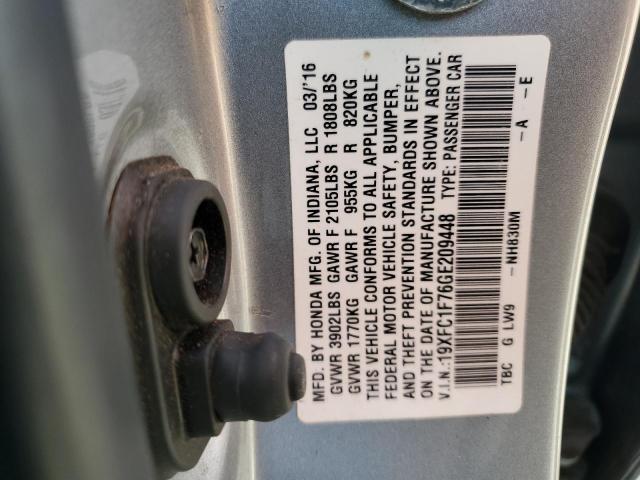 MFD. BY HONDA MFG. OF INDIANA, LLC 03/'16
GVWR 3902LBS GAWR F 2105LBS R 1808LBS
GVWR 1770KG GAWR F 955KG R 820KG
THIS VEHICLE CONFORMS TO ALL APPLICABLE
FEDERAL MOTOR VEHICLE SAFETY, BUMPER,
AND THEFT PREVENTION STANDARDS IN EFFECT
ON THE DATE OF MANUFACTURE SHOWN ABOVE.
V.I.N.:19XFC1F76GE209448 TYPE: PASSENGER CAR
TBC G LW9 -NH830M -A -E